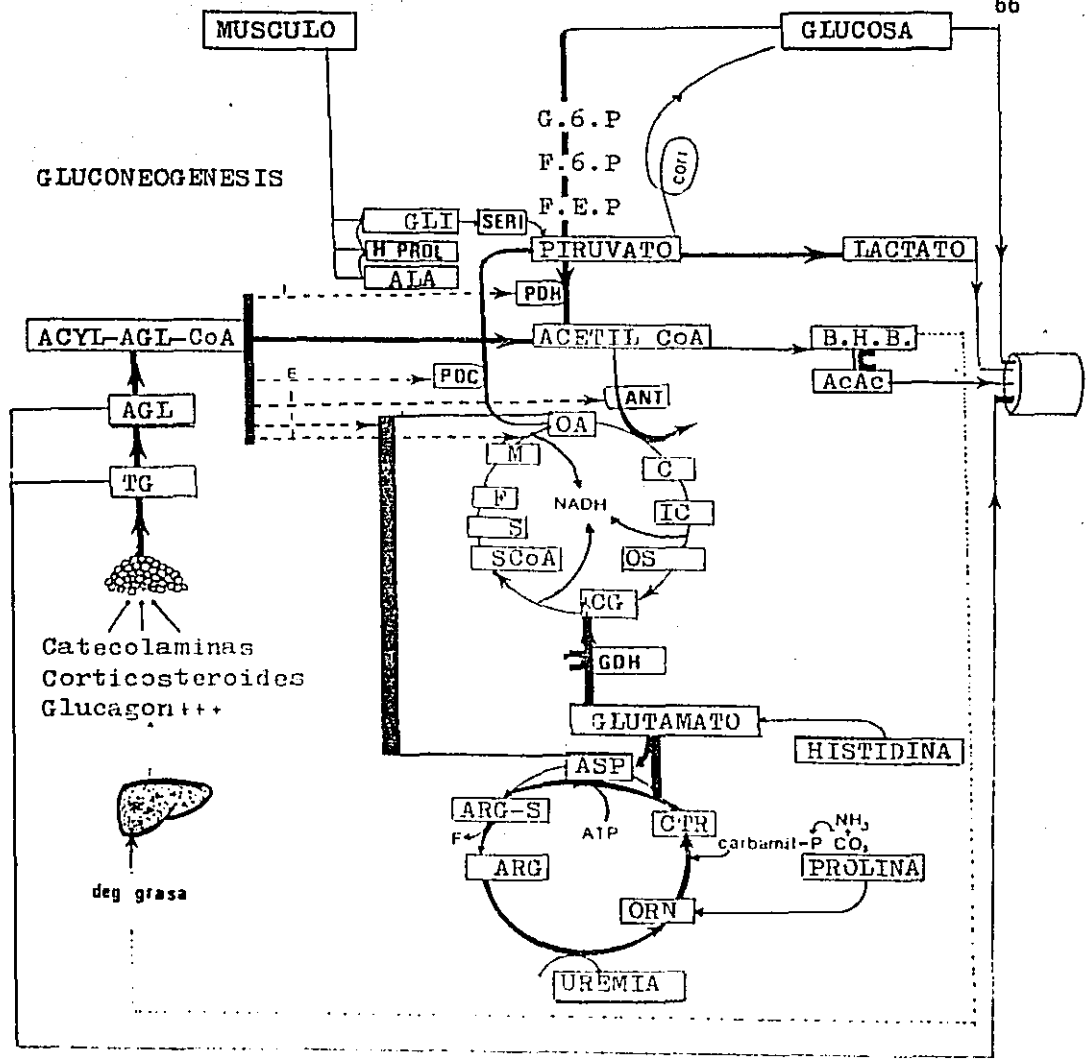 66
MUSCULO
GLUCOSA
G.6.P
F.6.P
F.E.P
CORI
GLUCONEOGENESIS
GLI
SERI
H PROL
ALA
PIRUVATO
LACTATO
I
PDH
ACYL-AGL-CoA
ACETIL CoA
B.H.B.
AcAc
E
PDC
ANT
I
AGL
OA
M
C
TG
F
NADH
IC
S
SCoA
OS
CG
Catecolaminas
Corticosteroides
Glucagon+++
GDH
GLUTAMATO
HISTIDINA
ASP
ARG-S
ATP
CTR
F
carbamil-P
NH3
CO2
PROLINA
ARG
deg grasa
ORN
UREMIA